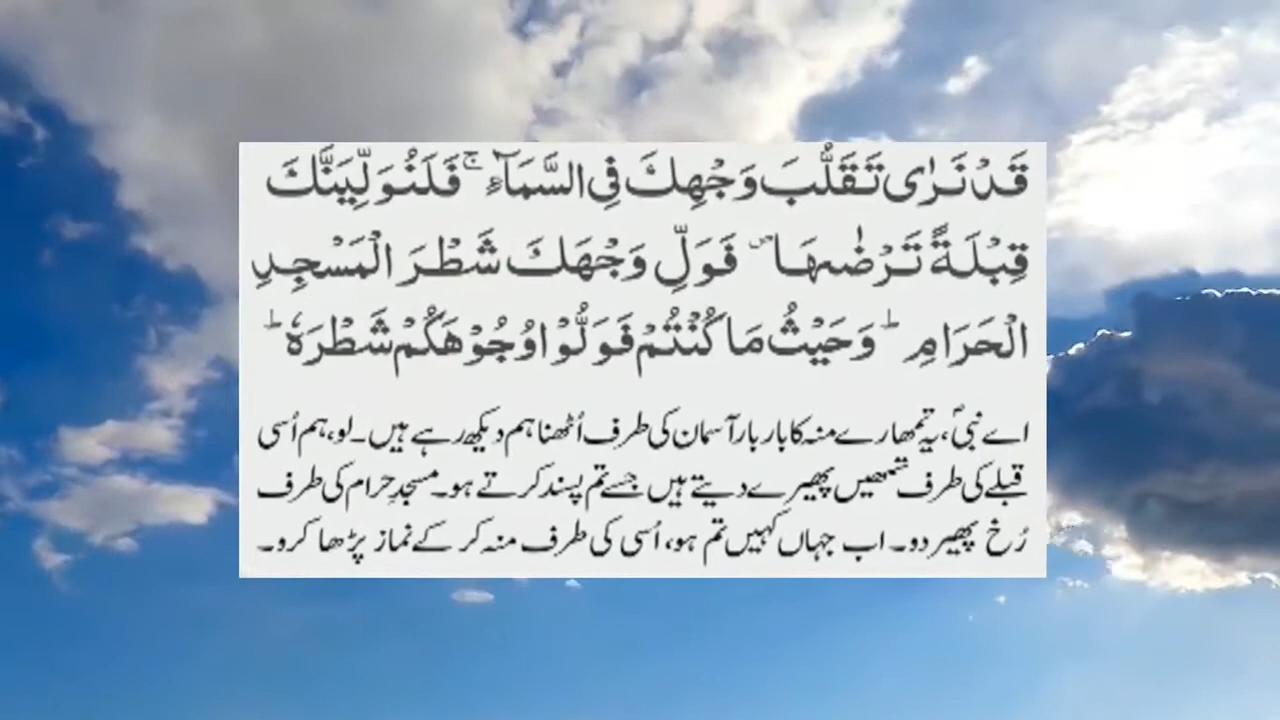 قَدْ نَرٰى تَقَلُّبَ وَجْهِكَ فِى السَّمَآءِ ۚ فَلَنُوَلِّيَنَّكَ
قِبْلَةً تَرْضٰىهَا ۪ فَوَلِّ وَجْهَكَ شَطْرَ الْمَسْجِدِ
الْحَرَامِ ؕ وَحَيْثُ مَا كُنْتُمْ فَوَلُّوْا وُجُوْهَكُمْ شَطْرَهٗ ؕ
اے نبیؐ، یہ تمھارے منہ کا بار بار آسمان کی طرف اُٹھنا ہم دیکھ رہے ہیں۔ لو، ہم اُسی
قبلے کی طرف تمھیں پھیرے دیتے ہیں جسے تم پسند کرتے ہو۔ مسجدِ حرام کی طرف
رُخ پھیر دو۔ اب جہاں کہیں تم ہو، اُسی کی طرف منہ کر کے نماز پڑھا کرو۔